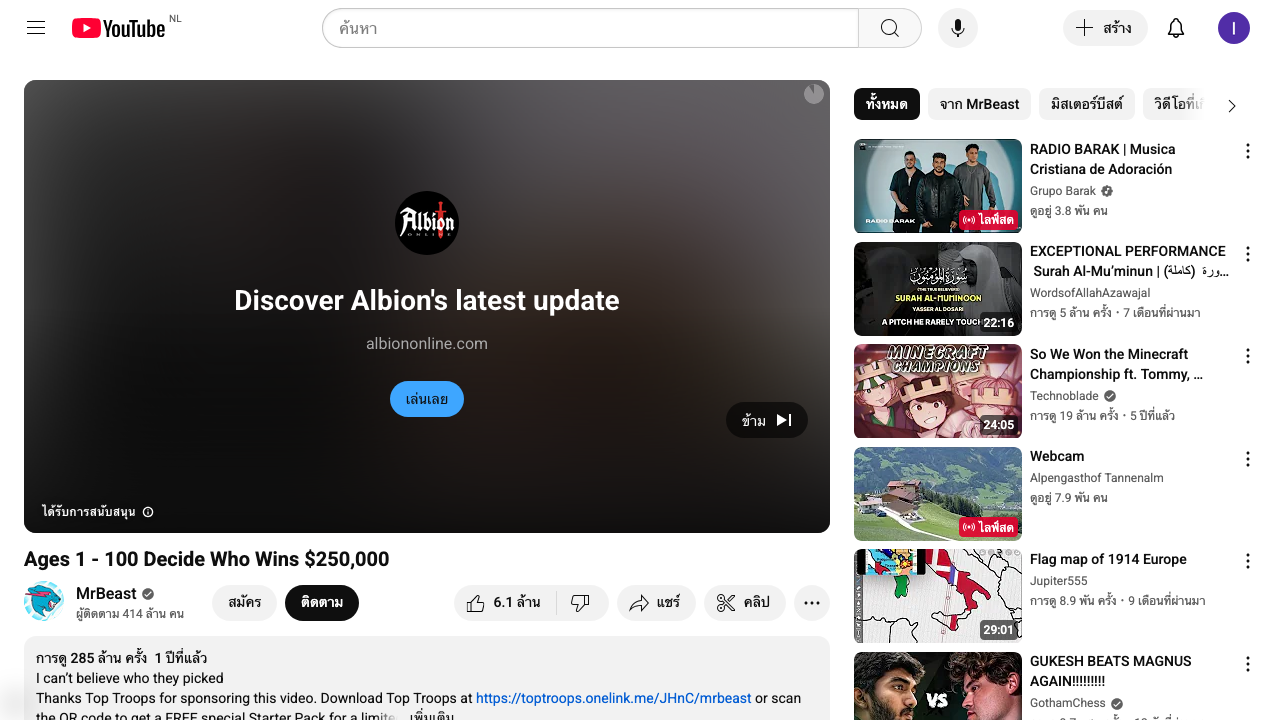 YouTube NL
ค้นหา
สร้าง
I
Albion
ONLINE
Discover Albion's latest update
albiononline.com
เล่นเลย
ข้าม
ได้รับการสนับสนุน
Ages 1 - 100 Decide Who Wins $250,000
MrBeast
ผู้ติดตาม 414 ล้าน คน
สมัคร
ติดตาม
6.1 ล้าน
แชร์
คลิป
การดู 285 ล้าน ครั้ง 1 ปีที่แล้ว
I can't believe who they picked
Thanks Top Troops for sponsoring this video. Download Top Troops at https://toptroops.onelink.me/JHnC/mrbeast or scan
the QR code to get a FREE special Starter Pack for a limite… เพิ่มเติม
ทั้งหมด
จาก MrBeast
มิสเตอร์บีสต์
วิดีโอที่เ
RADIO BARAK
ไลฟ์สด
RADIO BARAK | Musica
Cristiana de Adoración
Grupo Barak
ดูอยู่ 3.8 พัน คน
سورة المؤمنون
(THE TRUE BELIEVERS)
SURAH AL-MUMINOON
YASSER AL DOSARI
A PITCH HE RARELY TOUCH
22:16
EXCEPTIONAL PERFORMANCE
Surah Al-Mu'minun | (كاملة) ورة…
WordsofAllahAzawajal
การดู 5 ล้าน ครั้ง • 7 เดือนที่ผ่านมา
MINECRAFT
CHAMPIONS
24:05
So We Won the Minecraft
Championship ft. Tommy, …
Technoblade
การดู 19 ล้าน ครั้ง • 5 ปีที่แล้ว
ไลฟ์สด
Webcam
Alpengasthof Tannenalm
ดูอยู่ 7.9 พัน คน
29:01
Flag map of 1914 Europe
Jupiter555
การดู 8.9 พัน ครั้ง • 9 เดือนที่ผ่านมา
VS
GUKESH BEATS MAGNUS
AGAIN!!!!!!!!!
GothamChess